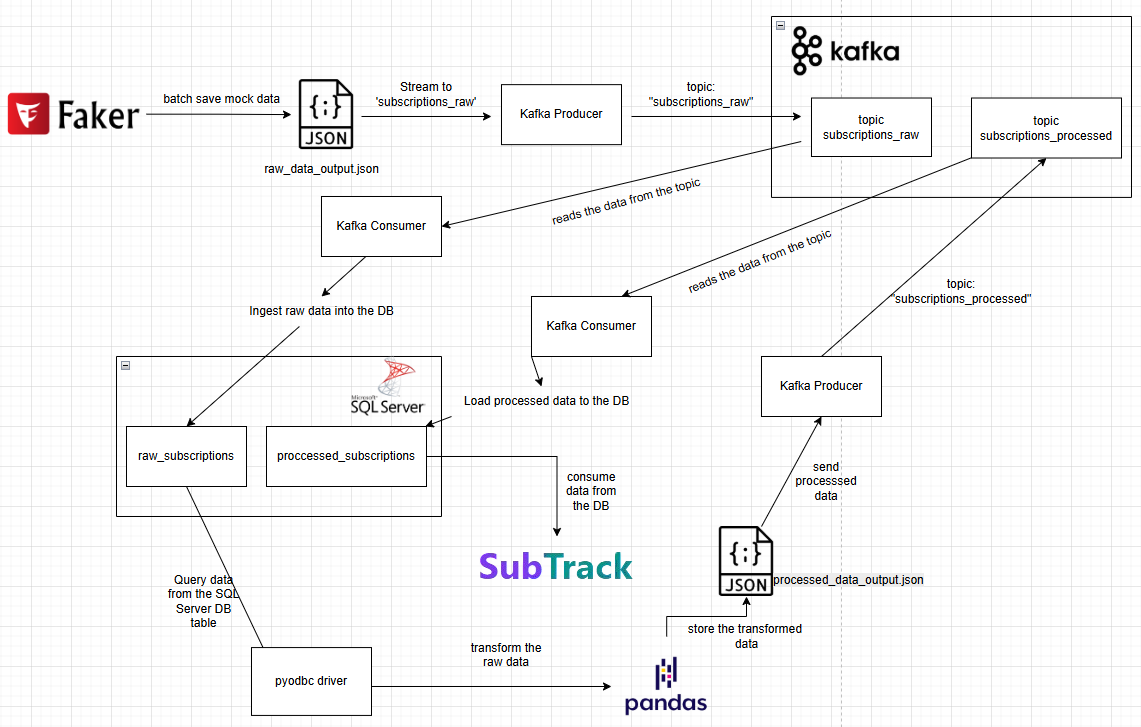 kafka
Faker
batch save mock data
{;}
JSON
raw_data_output.json
Stream to
'subscriptions_raw'
Kafka Producer
topic:
"subscriptions_raw"
topic
subscriptions_raw
topic
subscriptions_processed
reads the data from the topic
Kafka Consumer
reads the data from the topic
Ingest raw data into the DB
Kafka Consumer
topic:
"subscriptions_processed"
Microsoft
SQL Server
Load processed data to the DB
Kafka Producer
raw_subscriptions
proccessed_subscriptions
consume
data from
the DB
send
processsed
data
SubTrack
{;}
JSON
processed_data_output.json
Query data
from the SQL
Server DB
table
store the transformed
data
transform the
raw data
pyodbc driver
pandas